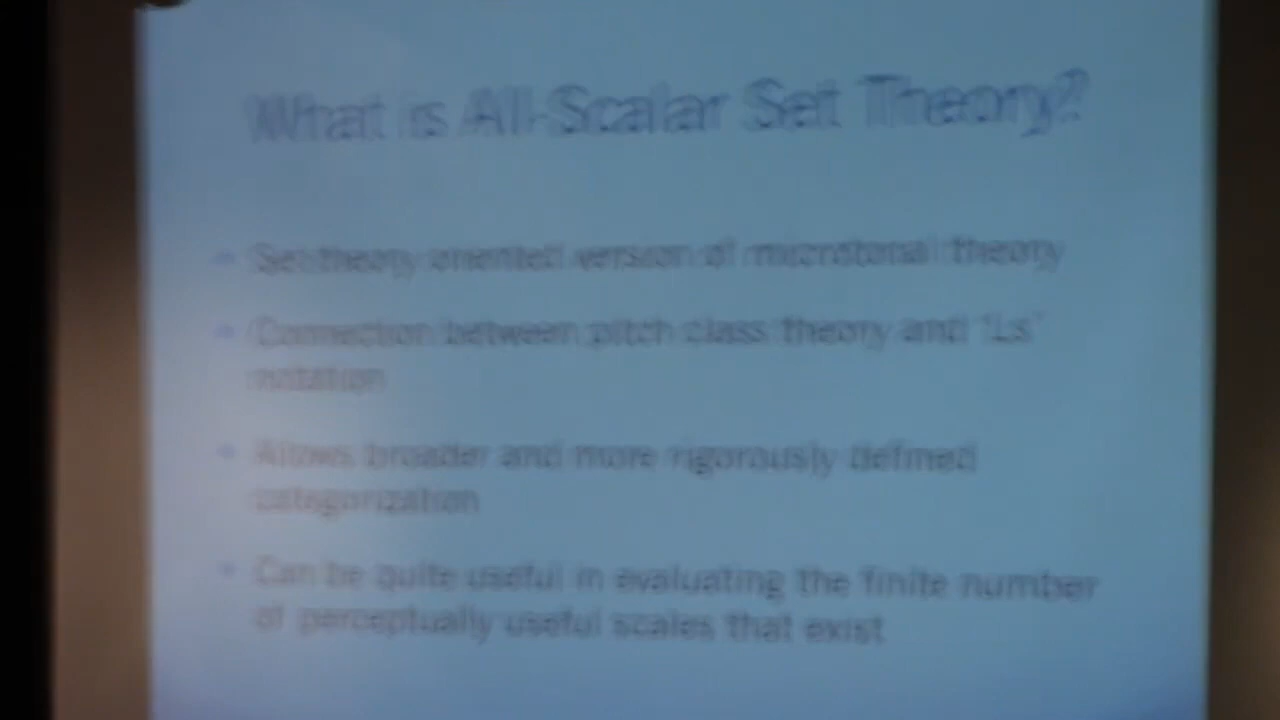 What is All-Scalar Set Theory?
• Set theory oriented version of microtonal theory
• Connection between pitch class theory and "Ls"
notation
• Allows broader and more rigorously defined
categorization
• Can be quite useful in evaluating the finite number
of perceptually useful scales that exist